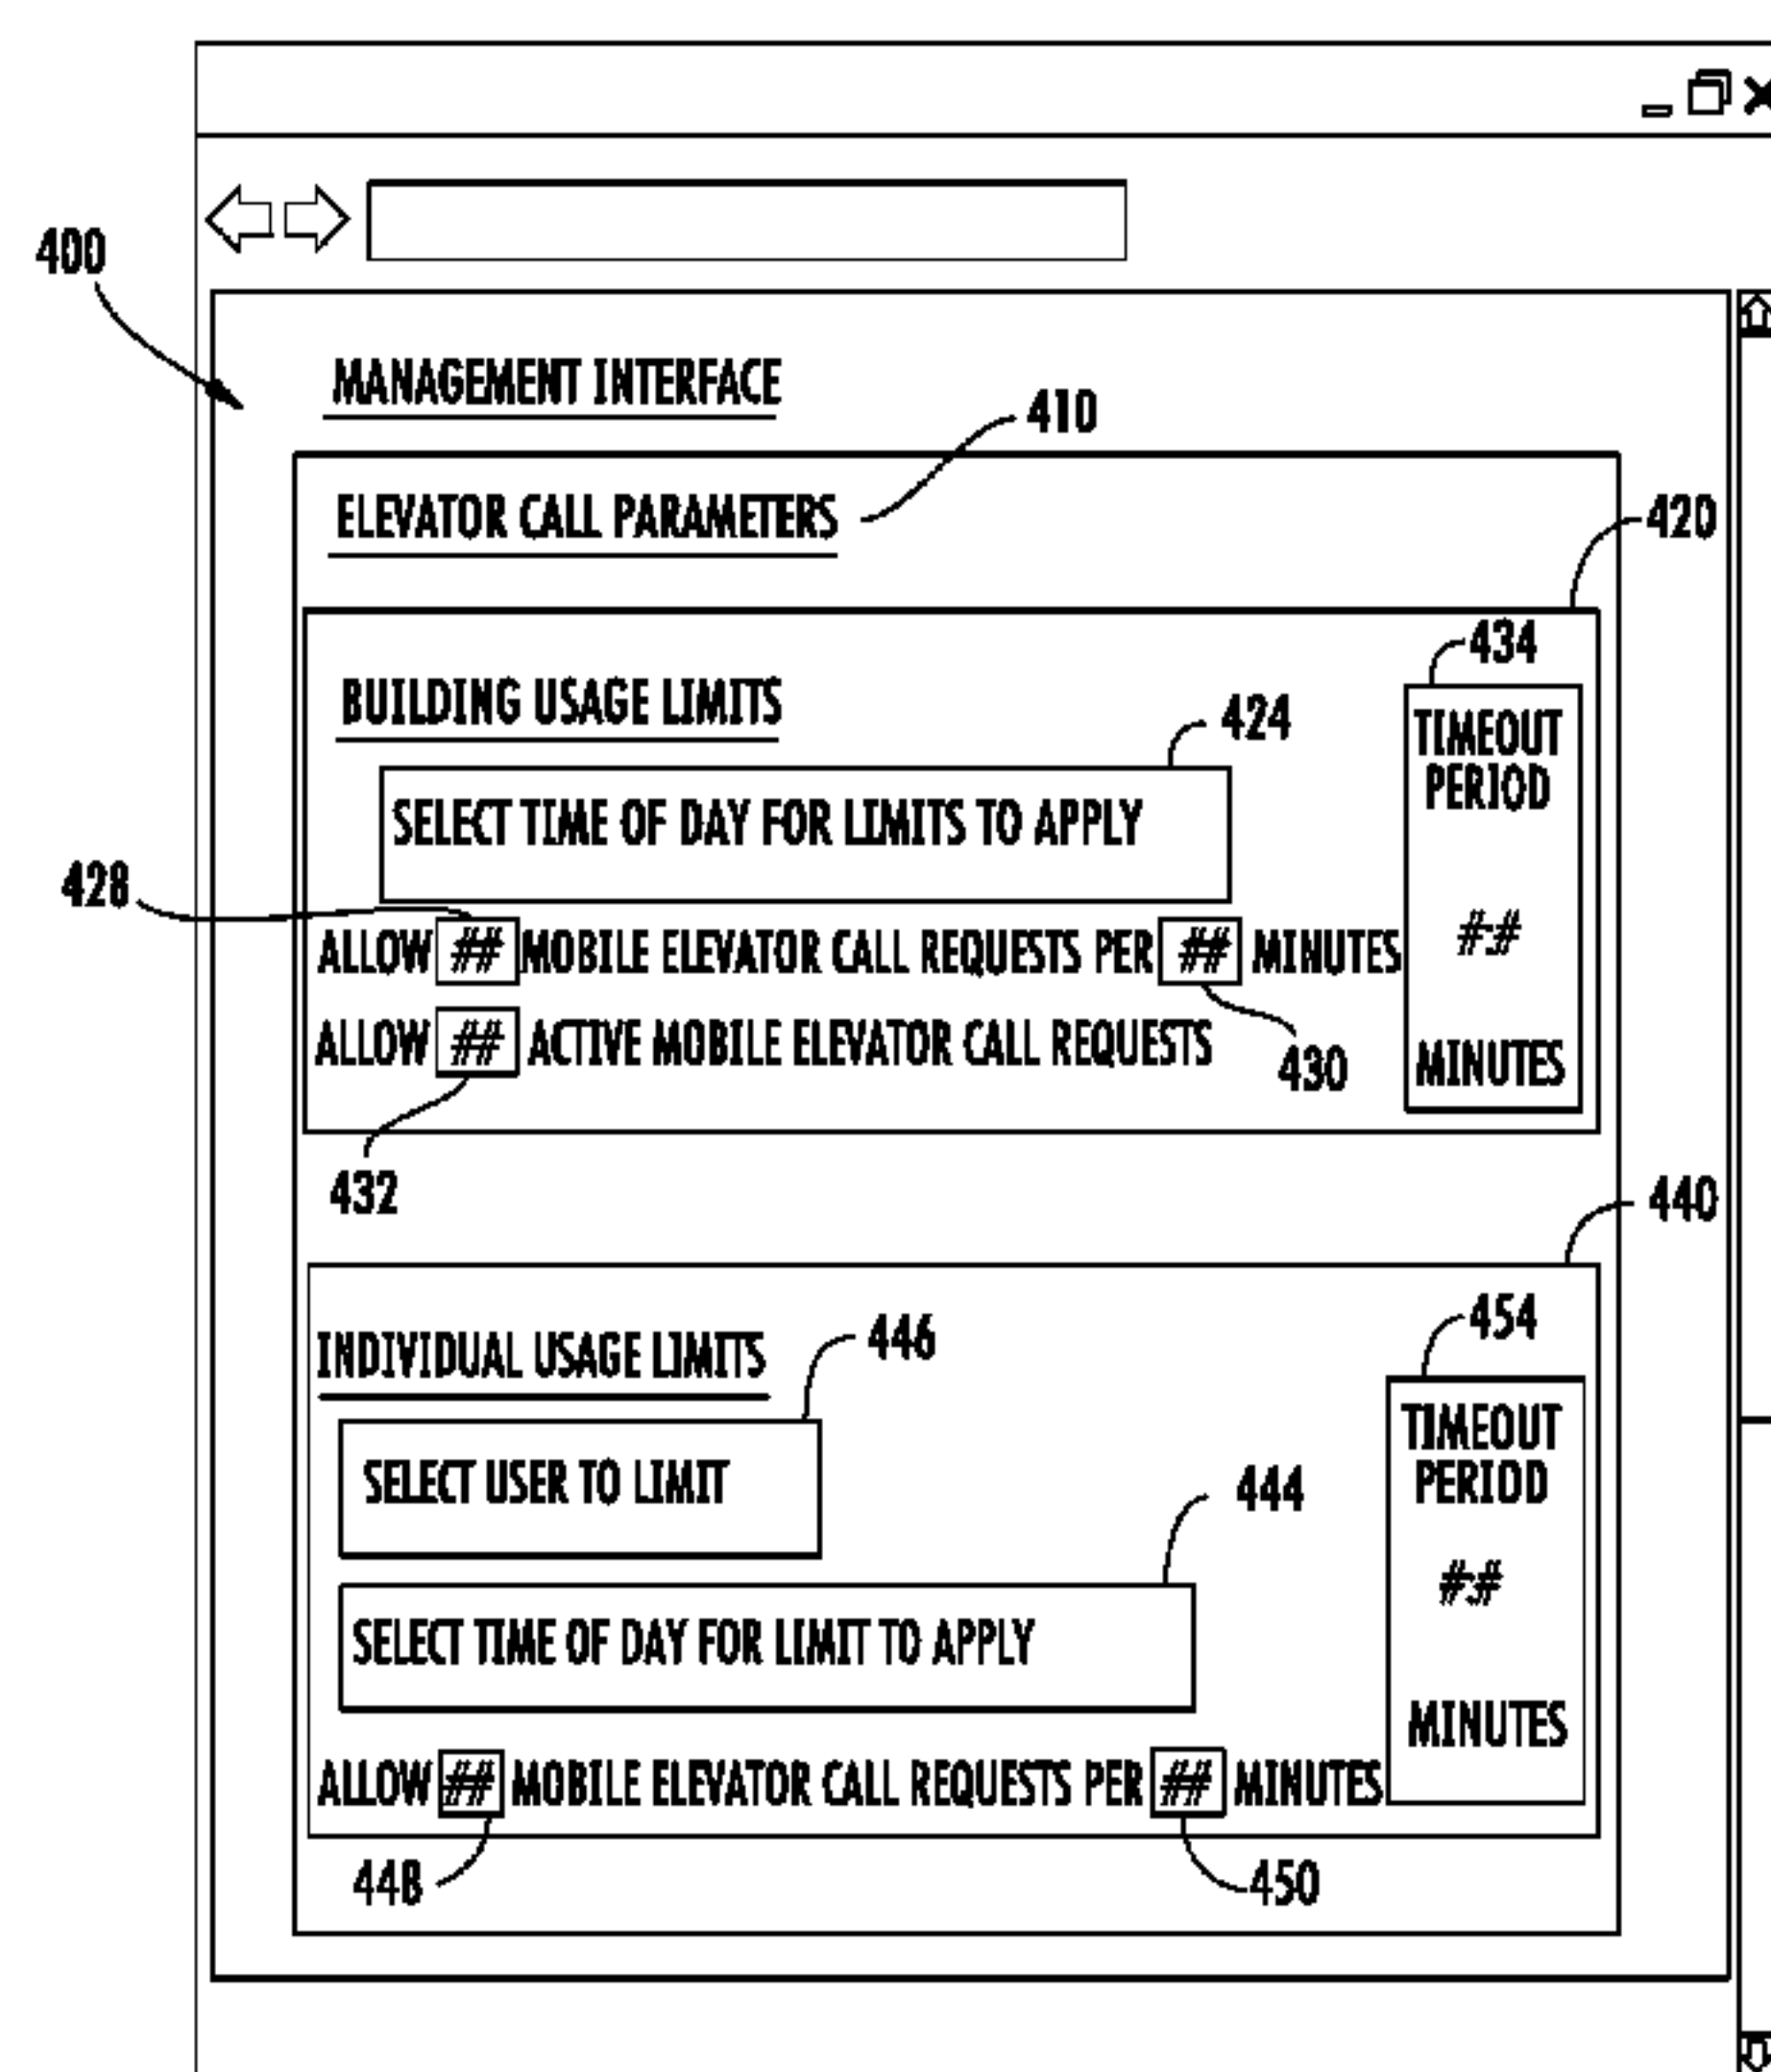 400
MANAGEMENT INTERFACE
410
ELEVATOR CALL PARAMETERS
420
434
BUILDING USAGE LIMITS
424
TIMEOUT
PERIOD
SELECT TIME OF DAY FOR LIMITS TO APPLY
428
ALLOW ## MOBILE ELEVATOR CALL REQUESTS PER ## MINUTES
##
ALLOW ## ACTIVE MOBILE ELEVATOR CALL REQUESTS
430
MINUTES
432
440
454
INDIVIDUAL USAGE LIMITS
446
TIMEOUT
PERIOD
SELECT USER TO LIMIT
444
##
SELECT TIME OF DAY FOR LIMIT TO APPLY
MINUTES
ALLOW ## MOBILE ELEVATOR CALL REQUESTS PER ## MINUTES
448
450